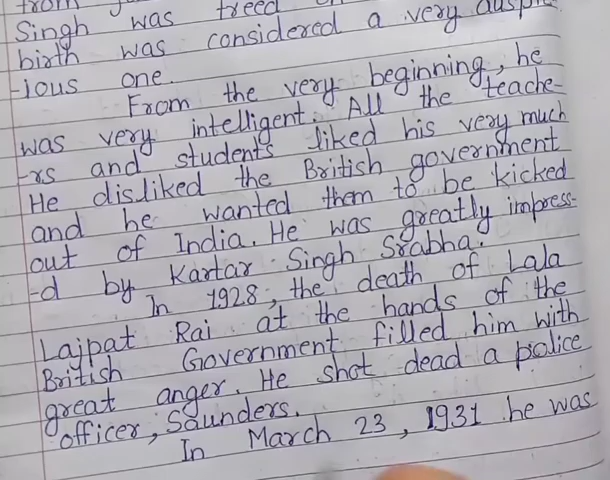 from
Singh was freed
birth was considered a very auspic
-ious one.
From the very beginning, he
was very intelligent. All the teache-
-rs and students liked his very much
He disliked the British government
and he wanted them to be kicked
out of India. He was greatly impress-
-d by Kartar Singh Srabha.
In 1928, the death of Lala
Lajpat Rai at the hands of the
British Government filled him with
great anger. He shot dead a police
officer, Saunders.
In March 23, 1931 he was